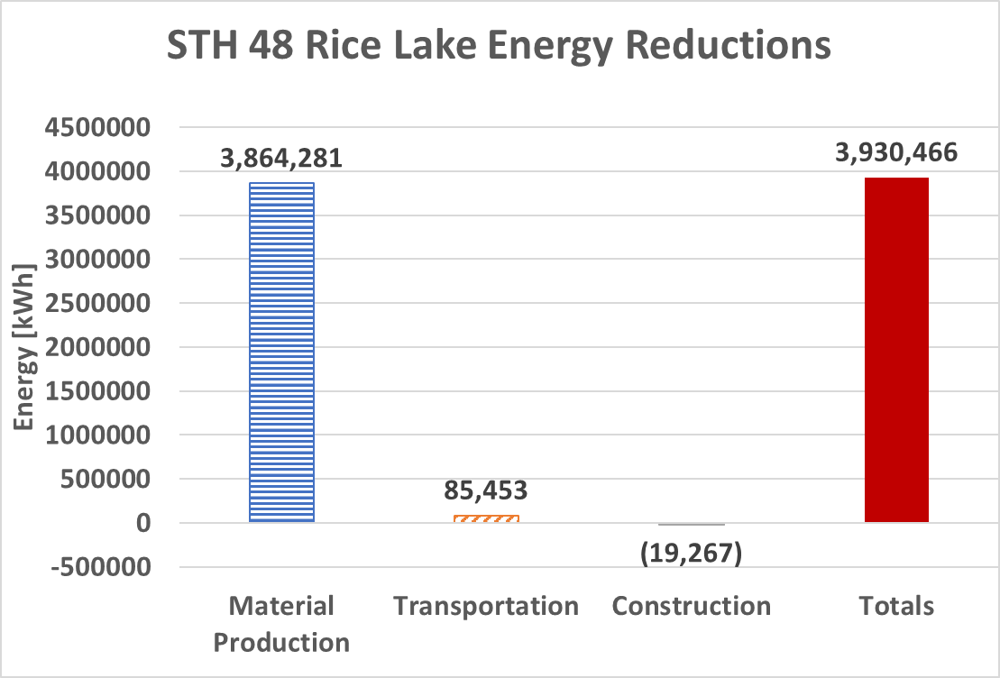 STH 48 Rice Lake Energy Reductions
Energy [kWh]
4500000
4000000
3500000
3000000
2500000
2000000
1500000
1000000
500000
0
-500000
3,864,281
85,453
(19,267)
3,930,466
Material
Production
Transportation
Construction
Totals